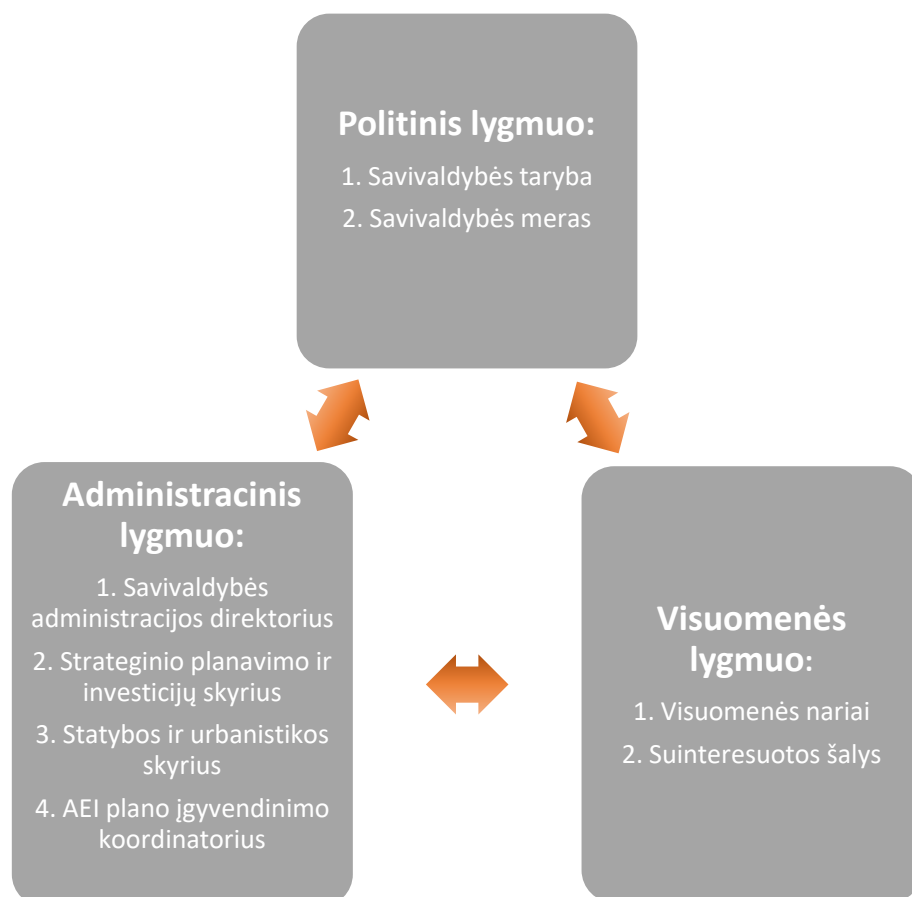 Politinis lygmuo:
1. Savivaldybės taryba
2. Savivaldybės meras
Administracinis
lygmuo:
1. Savivaldybės
administracijos direktorius
2. Strateginio planavimo ir
investicijų skyrius
3. Statybos ir urbanistikos
skyrius
4. AEI plano įgyvendinimo
koordinatorius
Visuomenės
lygmuo:
1. Visuomenės nariai
2. Suinteresuotos šalys